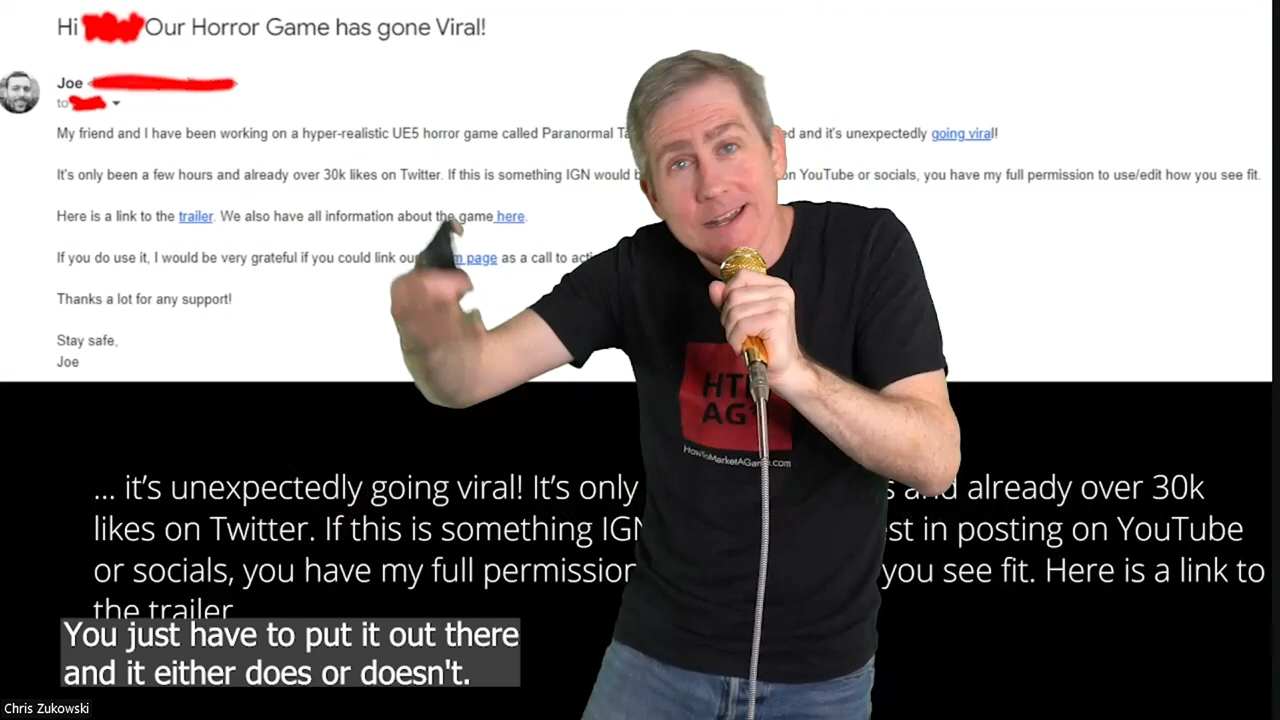 Hi Our Horror Game has gone Viral!
Joe
to
My friend and I have been working on a hyper-realistic UE5 horror game called Paranormal and it's unexpectedly going viral!
It's only been a few hours and already over 30k likes on Twitter. If this is something IGN would on YouTube or socials, you have my full permission to use/edit how you see fit.
Here is a link to the trailer. We also have all information about the game here.
If you do use it, I would be very grateful if you could link page as a call to
Thanks a lot for any support!
Stay safe,
Joe
HowToMarketAGame.com
... it's unexpectedly going viral! It's only and already over 30k
likes on Twitter. If this is something IGN in posting on YouTube
or socials, you have my full permission you see fit. Here is a link to
the trailer
You just have to put it out there
and it either does or doesn't.
Chris Zukowski